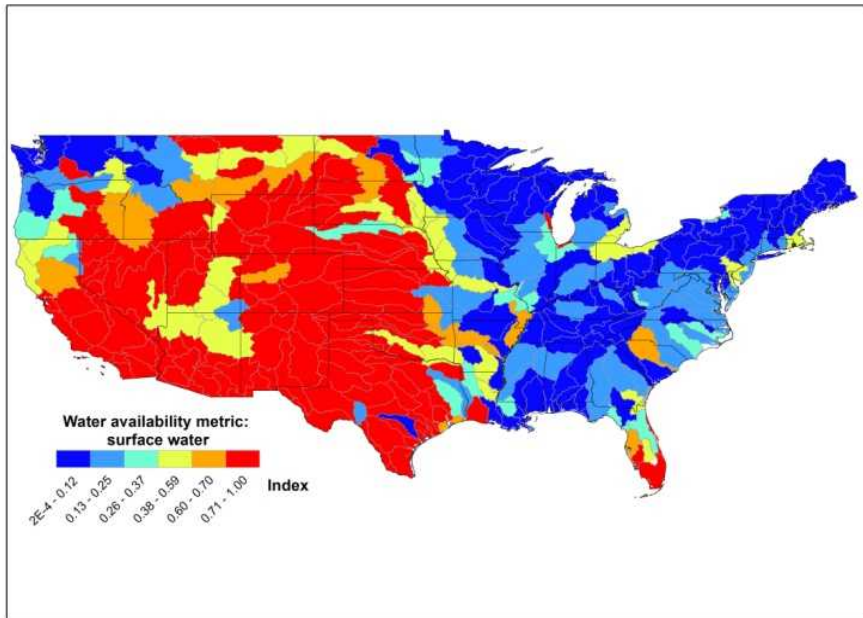 Water availability metric:
surface water
Index
2E-4 - 0.12
0.13 - 0.25
0.26 - 0.37
0.38 - 0.59
0.60 - 0.70
0.71 - 1.00